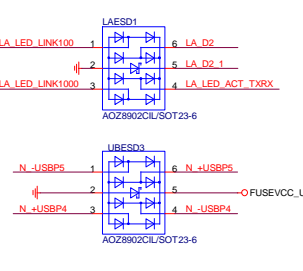 LAESD1
LA_LED_LINK100 1 6 LA_D2
2 5 LA_D2_1
LA_LED_LINK1000 3 4 LA_LED_ACT_TXRX
AOZ8902CIL/SOT23-6
UBESD3
N_-USBP5 1 6 N_+USBP5
2 5 FUSEVCC_U
N_+USBP4 3 4 N_-USBP4
AOZ8902CIL/SOT23-6